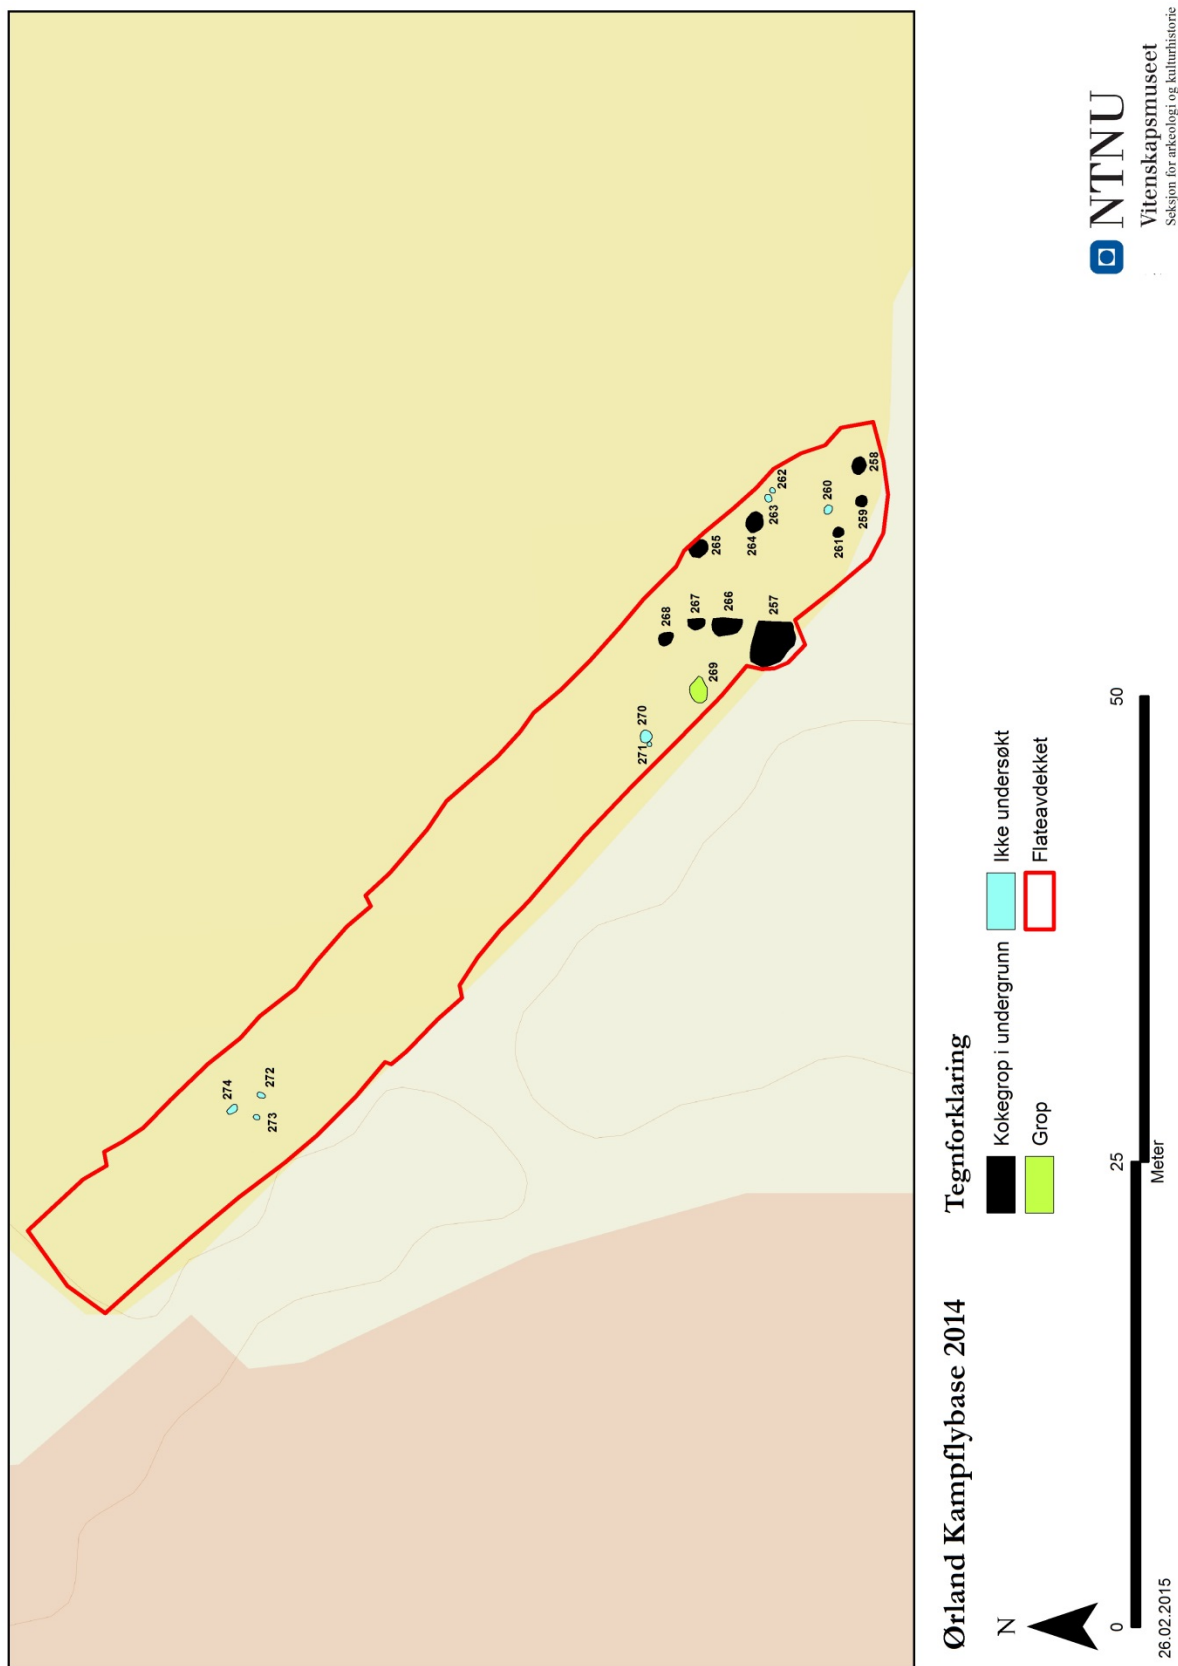 274
272
273
271
270
269
268
267
266
257
265
264
263
262
260
261
259
258
Ørland Kampflybase 2014
Tegnforklaring
Kokegrop i undergrunn
Ikke undersøkt
Grop
Flateavdekket
N
0
25
50
Meter
26.02.2015
NTNU
Vitenskapsmuseet
Seksjon for arkeologi og kulturhistorie